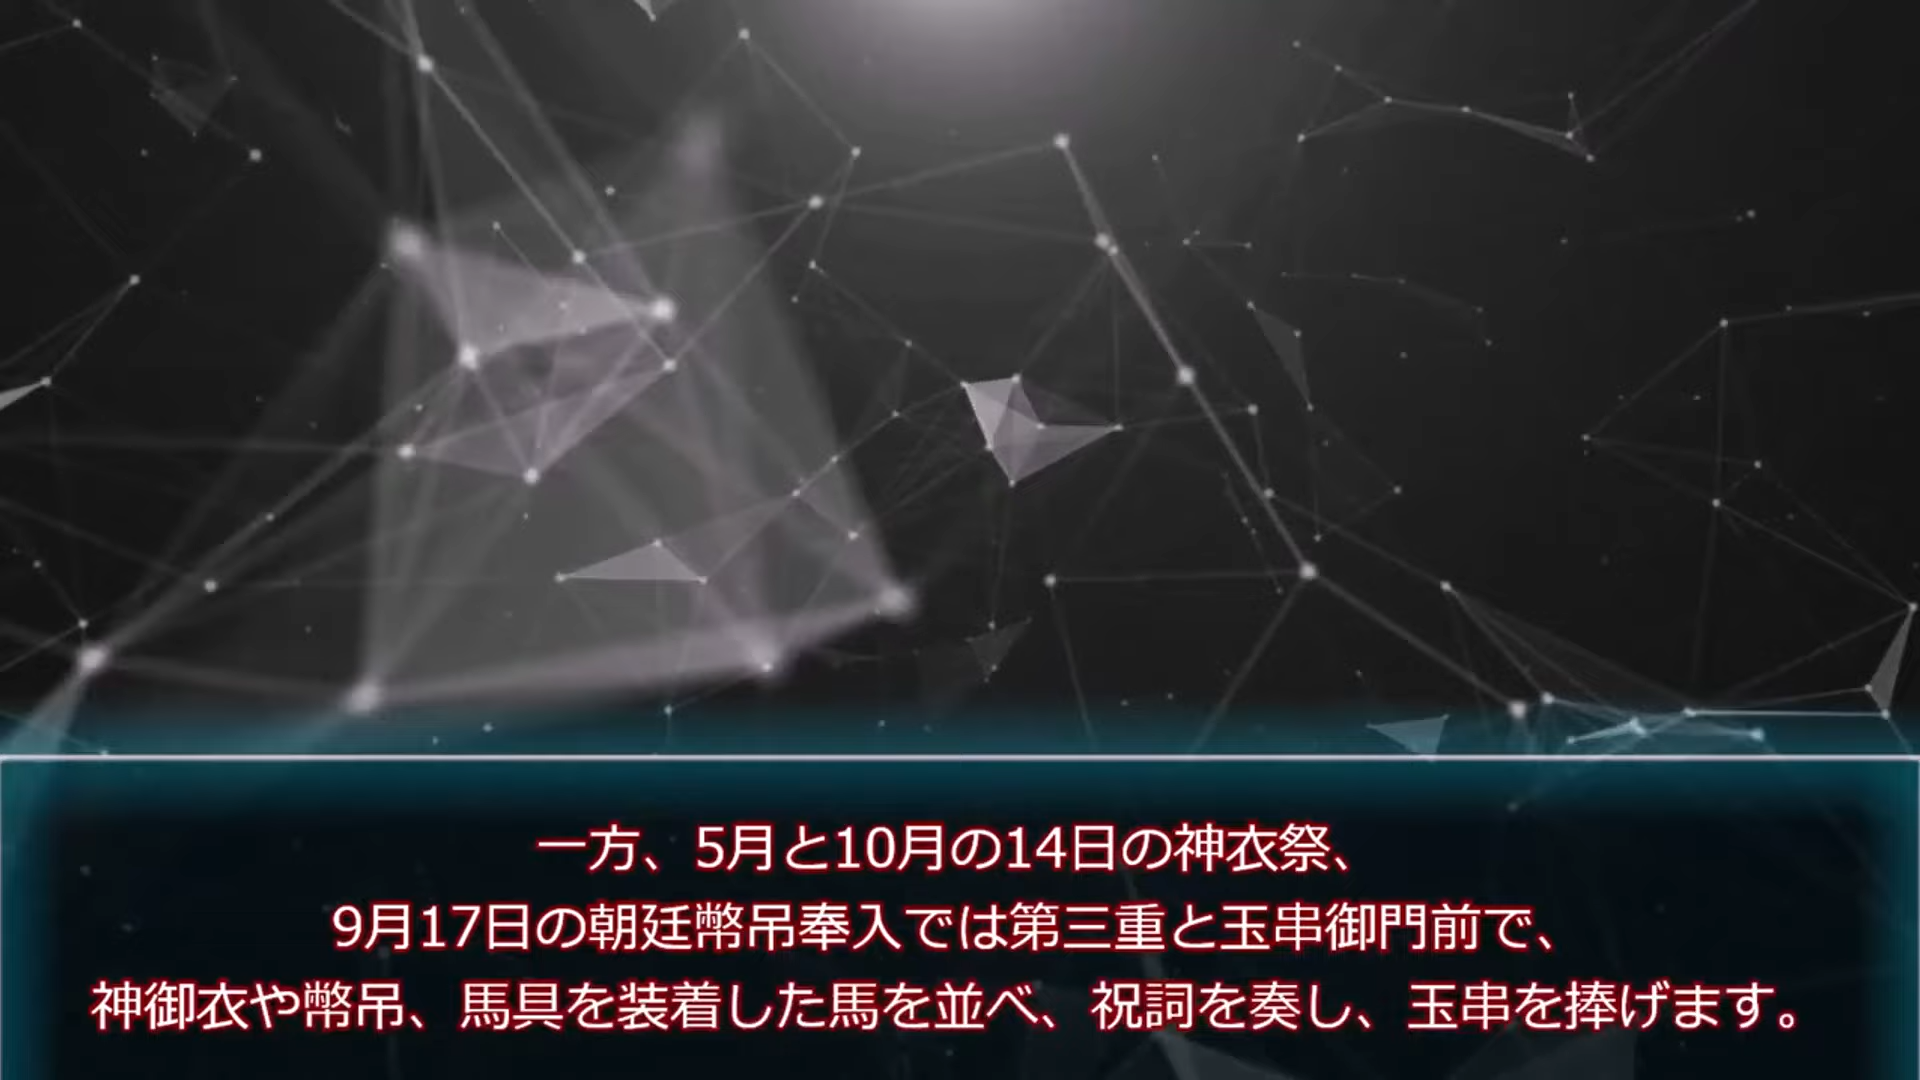 一方、5月と10月の14日の神衣祭、
9月17日の朝廷幣吊奉入では第三重と玉串御門前で、
神御衣や幣吊、馬具を装着した馬を並べ、祝詞を奏し、玉串を捧げます。